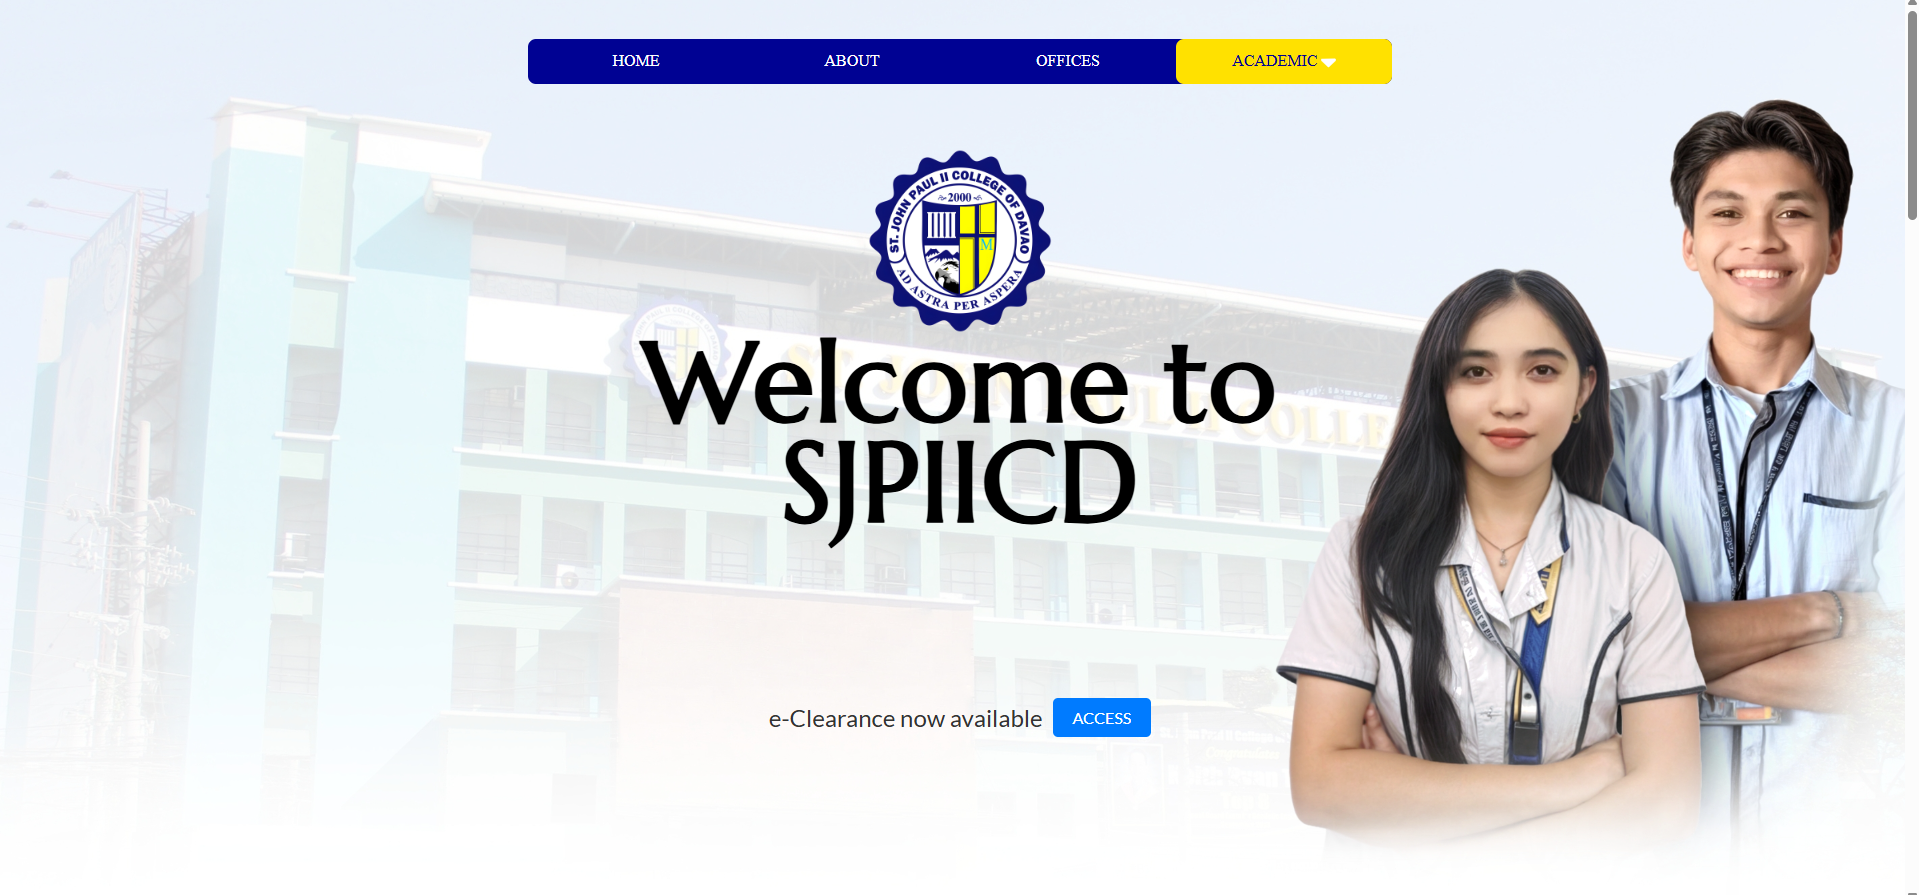 HOME
ABOUT
OFFICES
ACADEMIC
ST. JOHN PAUL II COLLEGE OF DAVAO
2000
M
AD ASTRA PER ASPERA
Welcome to
SJPIICD
e-Clearance now available
ACCESS